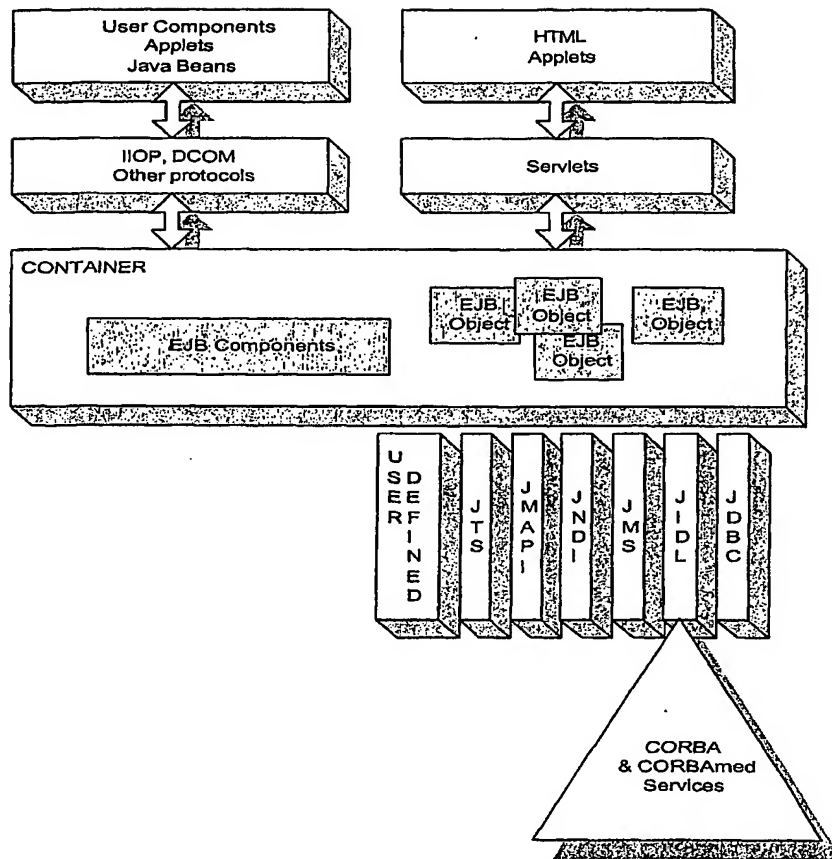 User Components
Applets
Java Beans
HTML
Applets
IIOP, DCOM
Other protocols
Servlets
CONTAINER
EJB Components
EJB
Object
EJB
Object
EJB
Object
EJB
Object
USER
DEFINED
JTS
JMAPI
JNDI
JMS
JIDL
JDBC
CORBA
& CORBAmed
Services